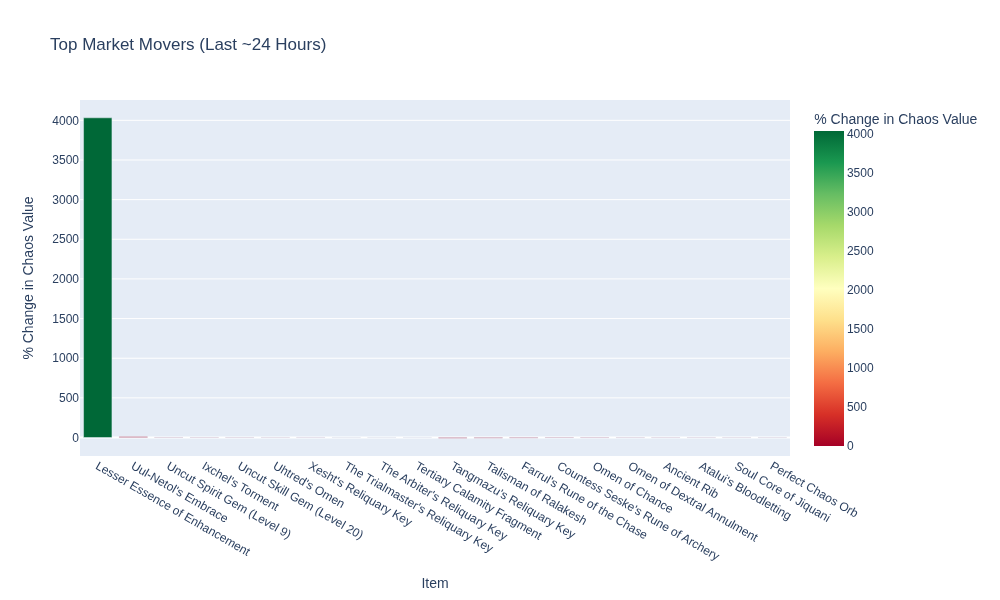 Top Market Movers (Last ~24 Hours)
% Change in Chaos Value
4000
3500
3000
2500
2000
1500
1000
500
0
% Change in Chaos Value
4000
3500
3000
2500
2000
1500
1000
500
0
Lesser Essence of Enhancement
Uul-Netol's Embrace
Uncut Spirit Gem (Level 9)
Ixchel's Torment
Uncut Skill Gem (Level 20)
Uhtred's Omen
Xesht's Reliquary Key
The Trialmaster's Reliquary Key
The Arbiter's Reliquary Key
Tertiary Calamity Fragment
Tangmazu's Reliquary Key
Talisman of Ralakesh
Farrul's Rune of the Chase
Countess Seske's Rune of Archery
Omen of Chance
Omen of Dextral Annulment
Ancient Rib
Atalui's Bloodletting
Soul Core of Jiquani
Perfect Chaos Orb
Item